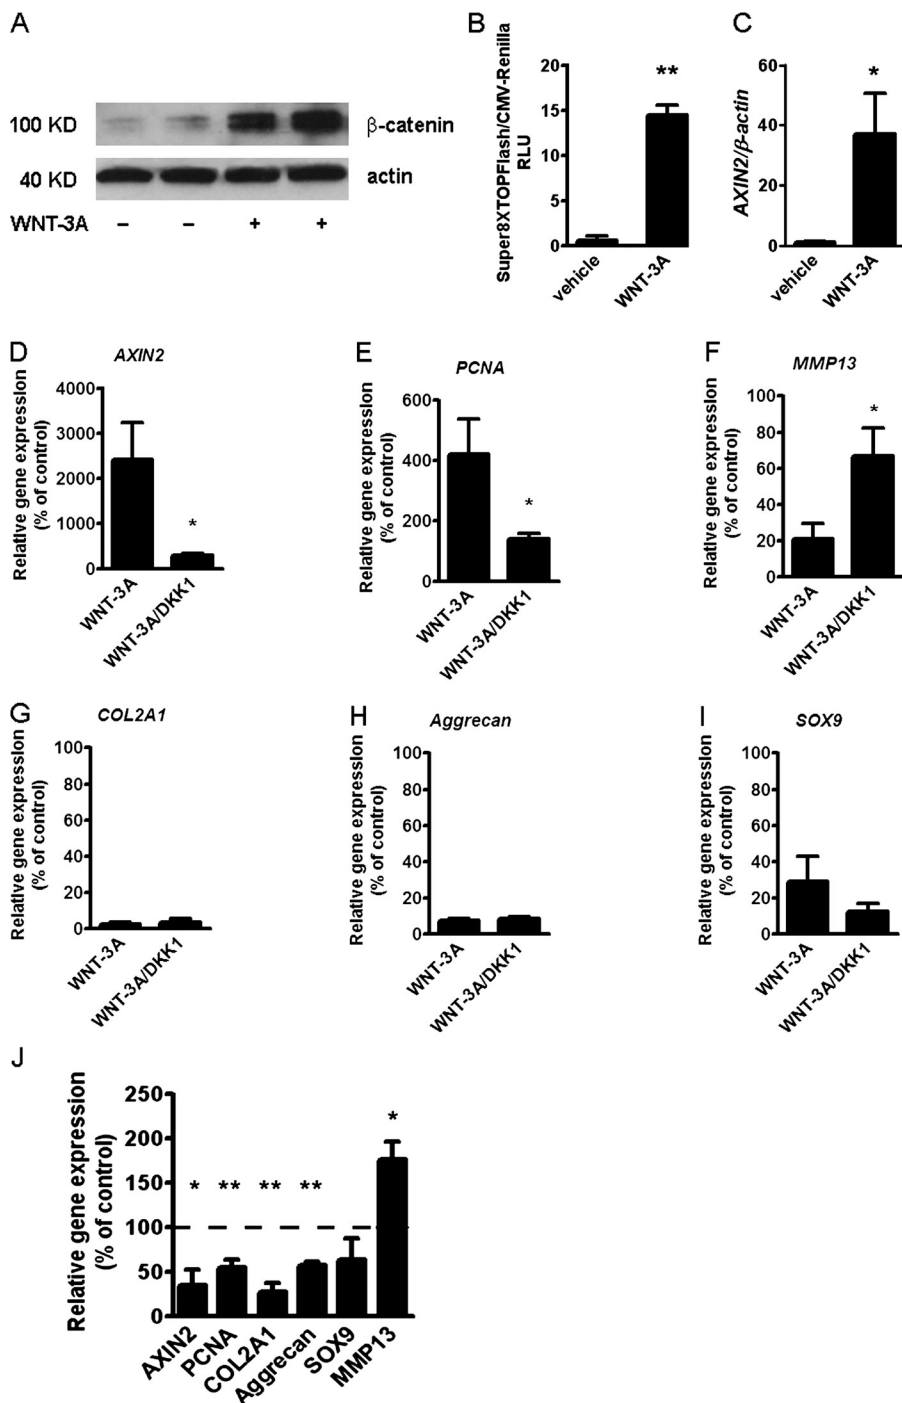 A
100 KD
β-catenin
40 KD
actin
WNT-3A – – + +
B
Super8XTOPFlash/CMV-Renilla
RLU
20
15
10
5
0
**
vehicle
WNT-3A
C
AXIN2/β-actin
60
40
20
0
*
vehicle
WNT-3A
D
AXIN2
Relative gene expression
(% of control)
4000
3000
2000
1000
0
*
WNT-3A
WNT-3A/DKK1
E
PCNA
Relative gene expression
(% of control)
600
400
200
0
*
WNT-3A
WNT-3A/DKK1
F
MMP13
Relative gene expression
(% of control)
100
80
60
40
20
0
*
WNT-3A
WNT-3A/DKK1
G
COL2A1
Relative gene expression
(% of control)
100
80
60
40
20
0
WNT-3A
WNT-3A/DKK1
H
Aggrecan
Relative gene expression
(% of control)
100
80
60
40
20
0
WNT-3A
WNT-3A/DKK1
I
SOX9
Relative gene expression
(% of control)
100
80
60
40
20
0
WNT-3A
WNT-3A/DKK1
J
Relative gene expression
(% of control)
250
200
150
100
50
0
* ** ** ** *
AXIN2
PCNA
COL2A1
Aggrecan
SOX9
MMP13